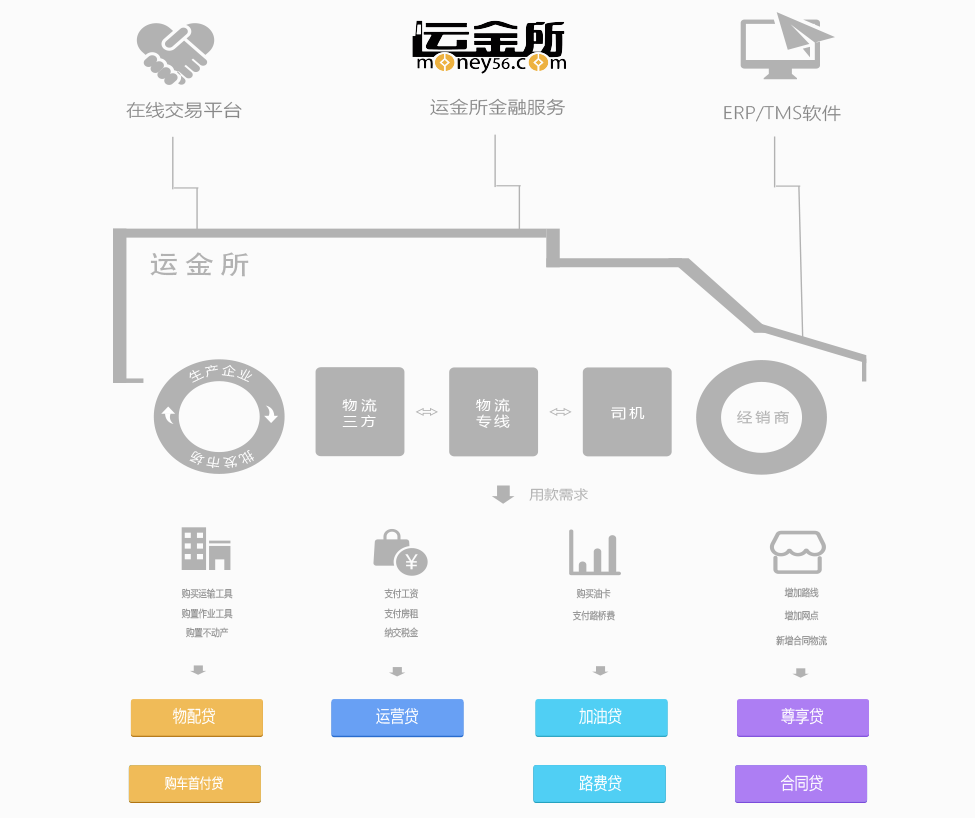 运金所
money56.com
在线交易平台
运金所金融服务
ERP/TMS软件
运金所
生产企业
批发市场
物流
三方
物流
专线
司机
经销商
用款需求
¥
购买运输工具
购置作业工具
购置不动产
支付工资
支付房租
纳交税金
购买油卡
支付路桥费
增加路线
增加网点
新增合同物流
物配贷
运营贷
加油贷
尊享贷
购车首付贷
路费贷
合同贷